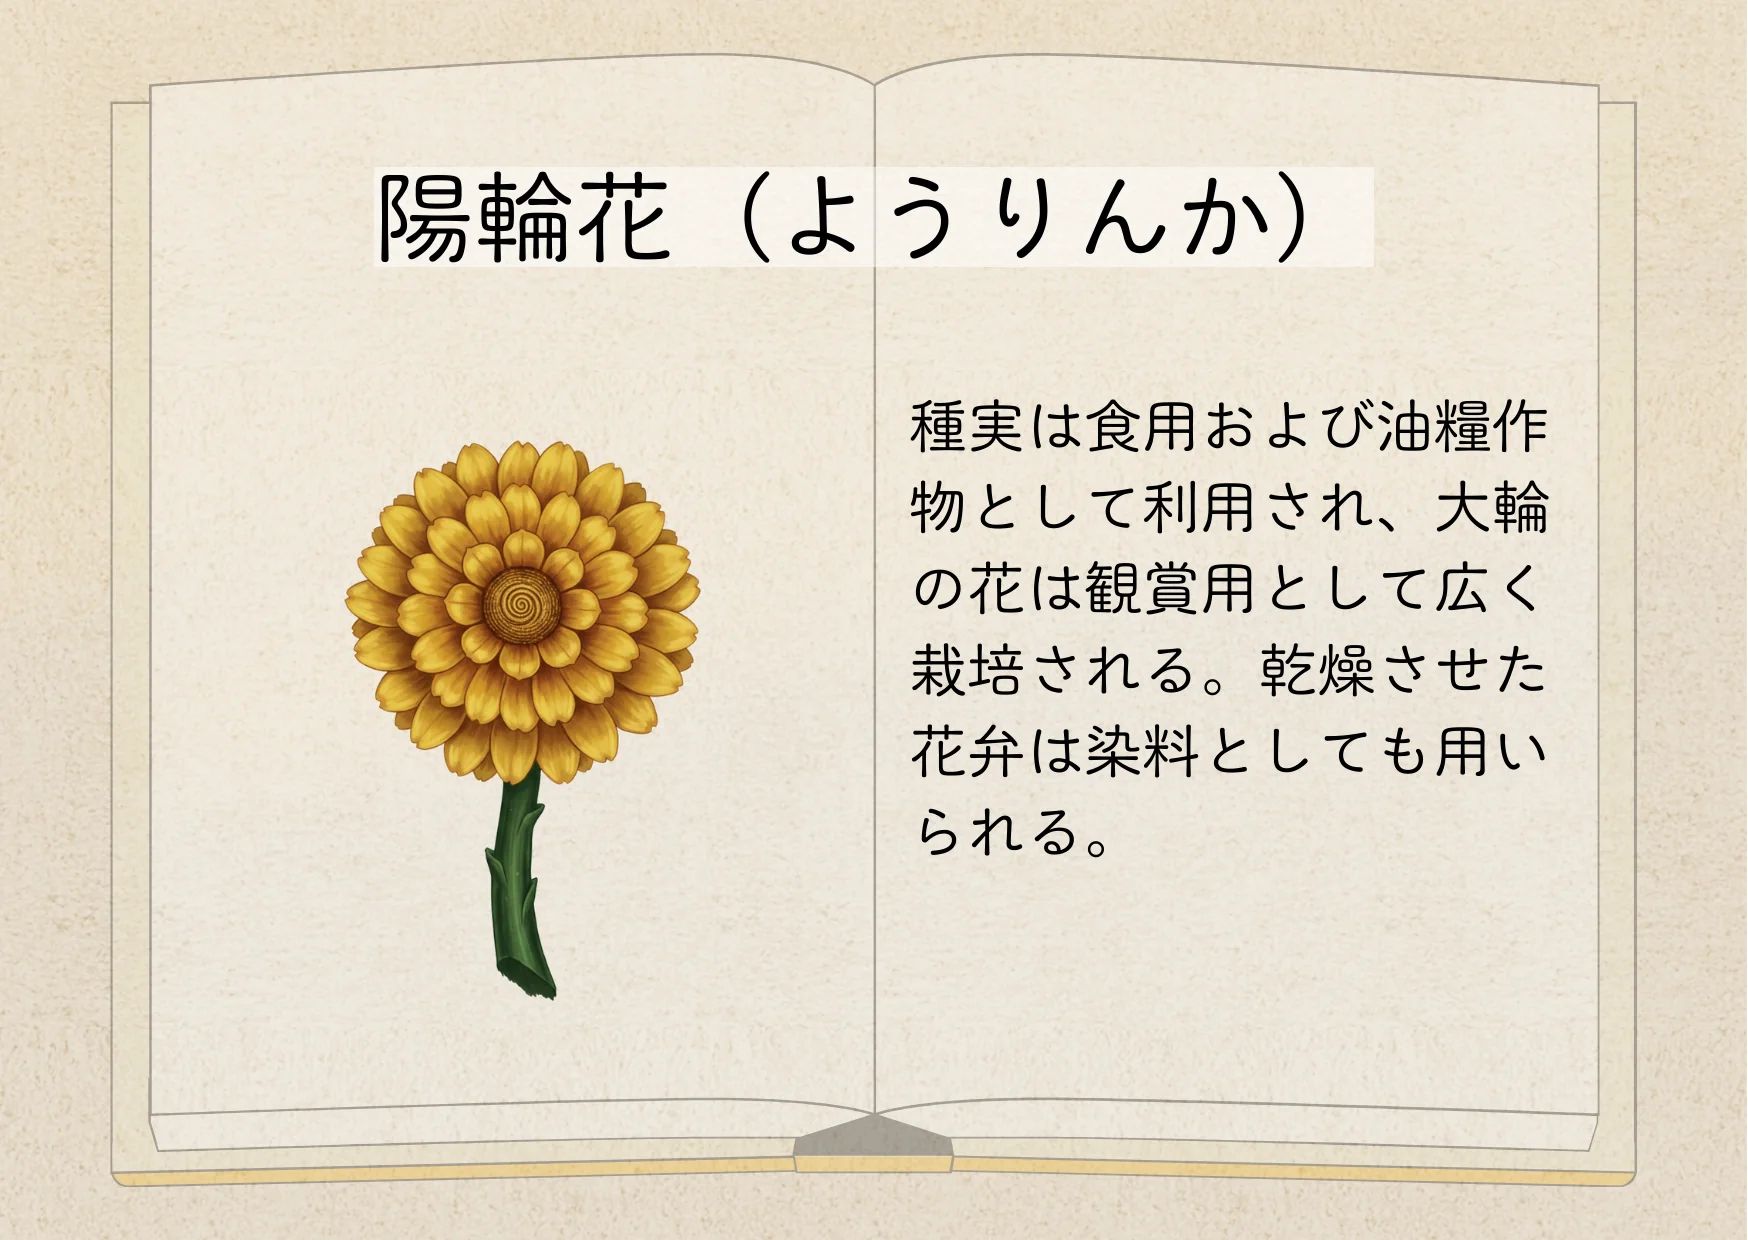 陽輪花（ようりんか）
種実は食用および油糧作
物として利用され、大輪
の花は観賞用として広く
栽培される。乾燥させた
花弁は染料としても用い
られる。